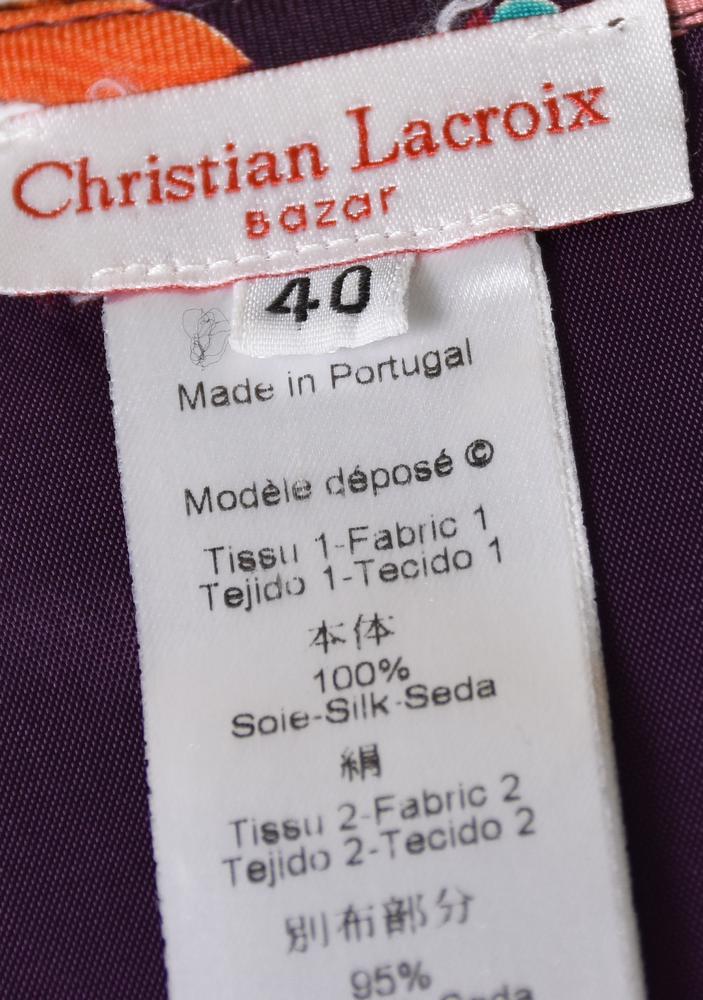 Christian Lacroix
Bazar
40
Made in Portugal
Modèle déposé ©
Tissu 1-Fabric 1
Tejido 1-Tecido 1
本体
100%
Soie-Silk-Seda
絹
Tissu 2-Fabric 2
Tejido 2-Tecido 2
別布部分
95%
Seda